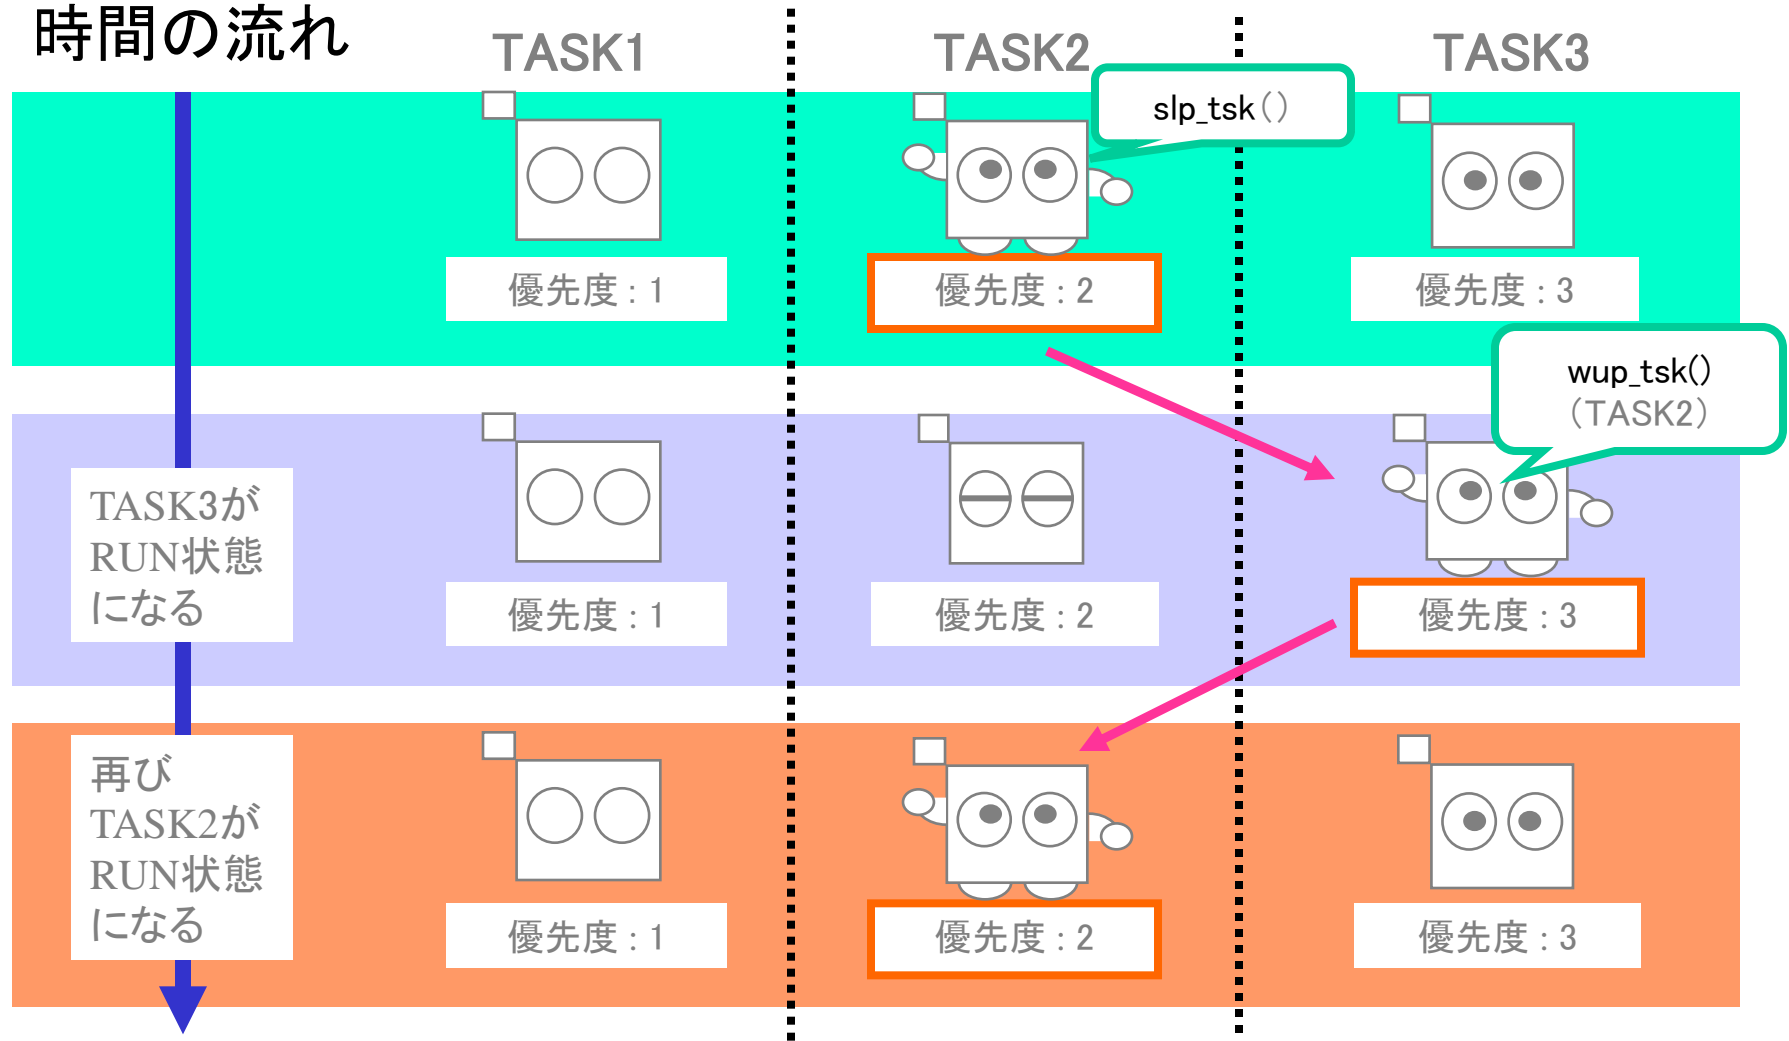 時間の流れ
TASK1
TASK2
TASK3
slp_tsk()
優先度：1
優先度：2
優先度：3
wup_tsk()
(TASK2)
TASK3が
RUN状態
になる
優先度：1
優先度：2
優先度：3
再び
TASK2が
RUN状態
になる
優先度：1
優先度：2
優先度：3